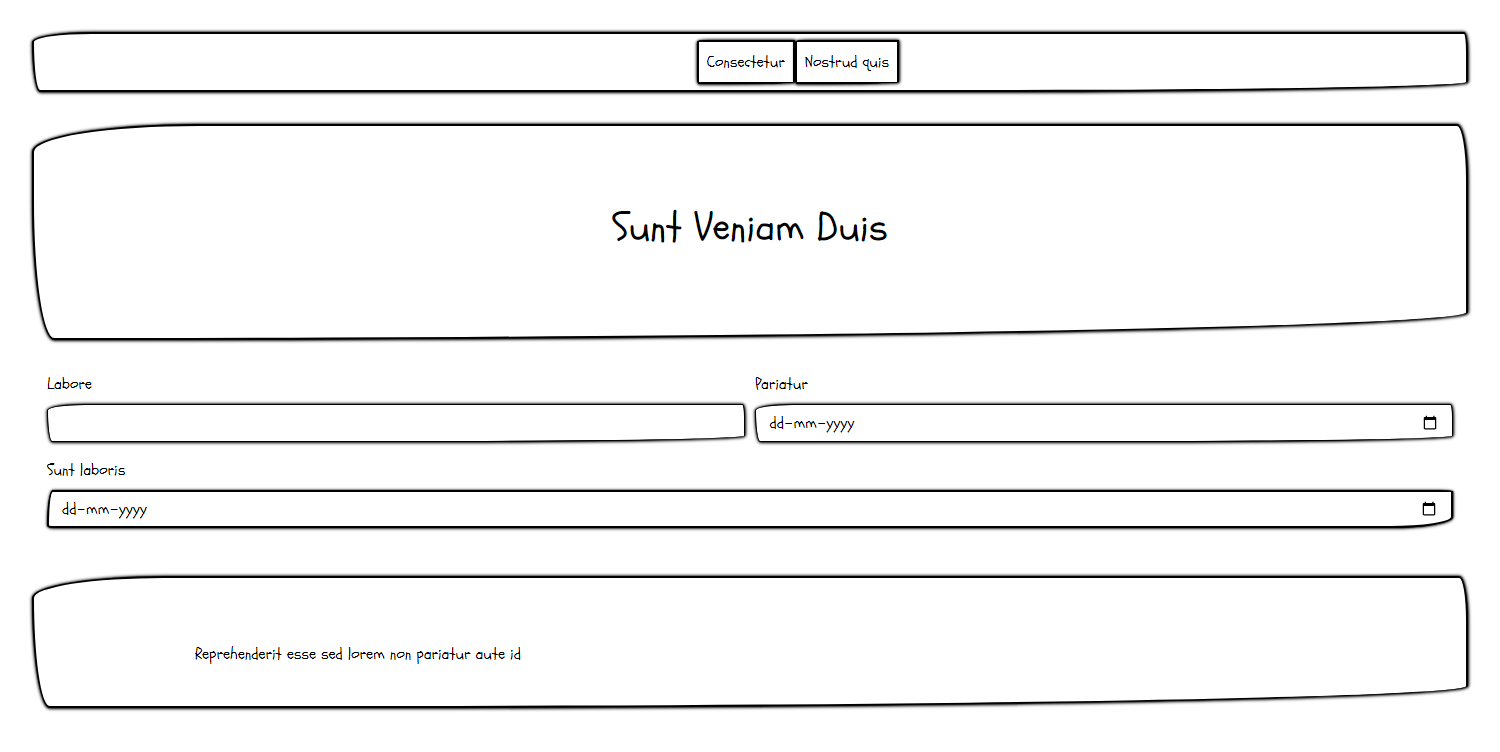 Consectetur Nostrud quis
Sunt Veniam Duis
Labore Pariatur
dd-mm-yyyy
Sunt laboris
dd-mm-yyyy
Reprehenderit esse sed lorem non pariatur aute id